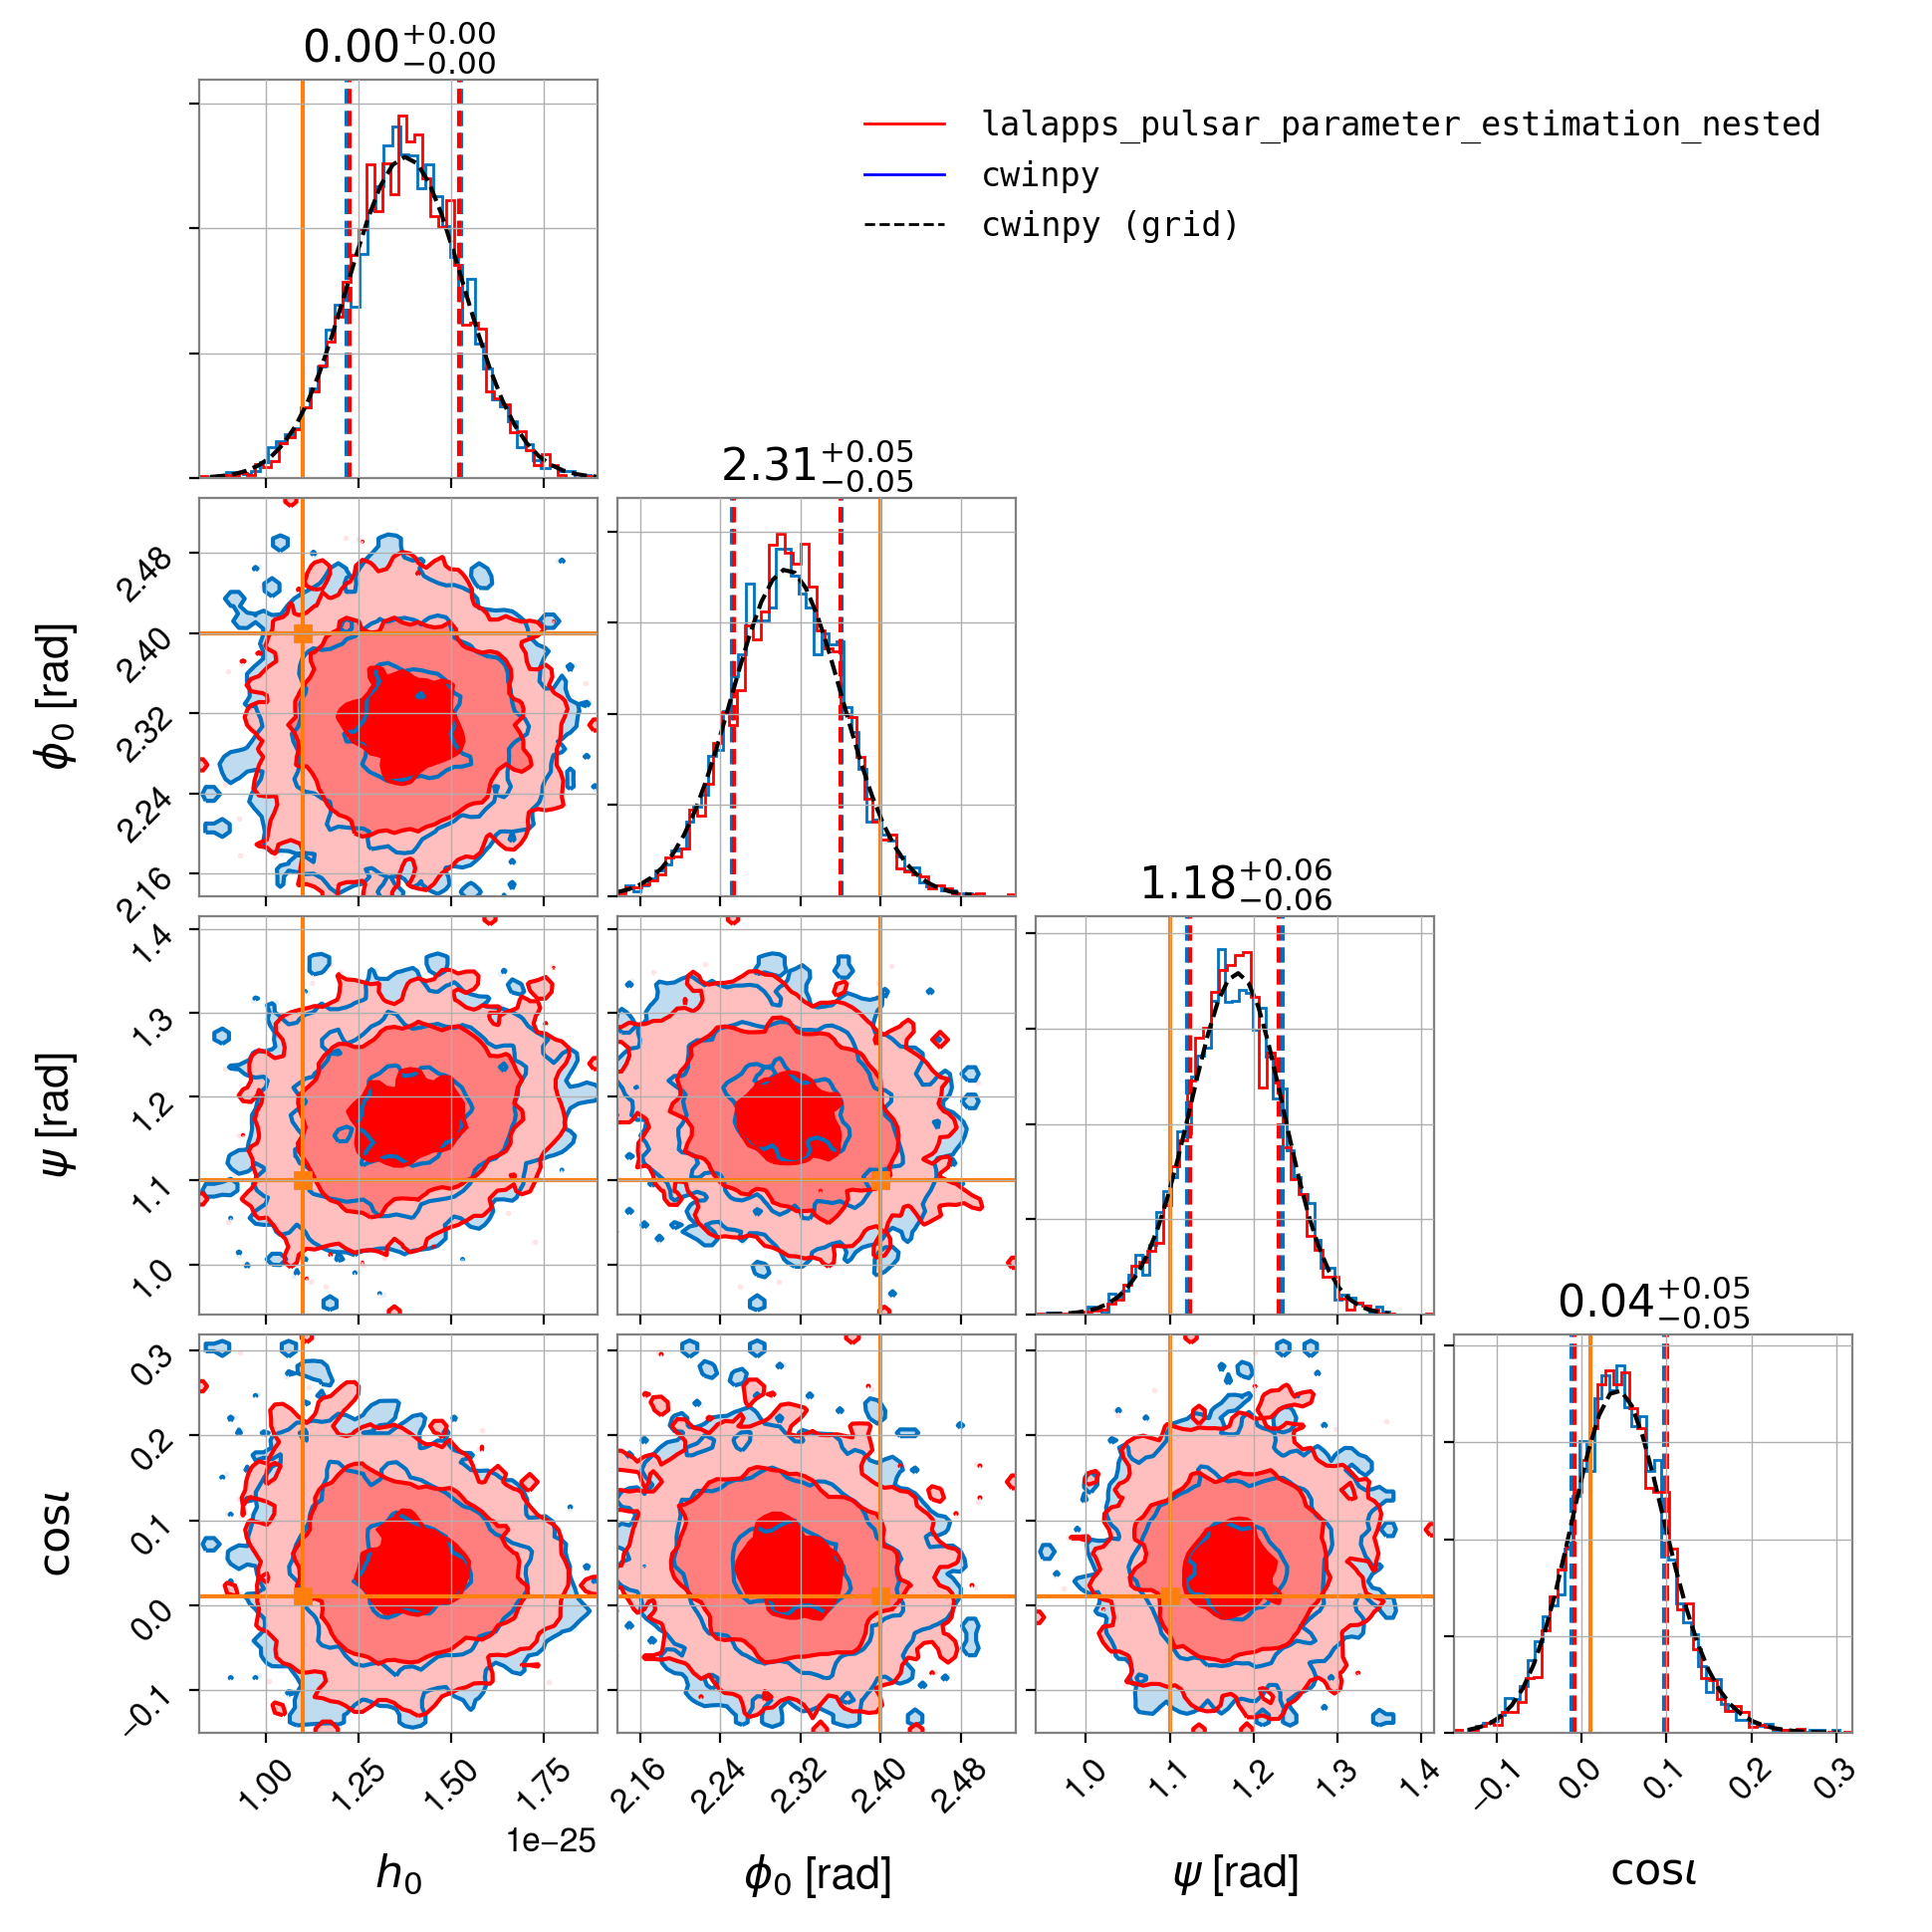 0.00+0.00
−0.00
lalapps_pulsar_parameter_estimation_nested
cwinpy
cwinpy (grid)
2.31+0.05
−0.05
ϕ0 [rad]
2.48
2.40
2.32
2.24
2.16
1.18+0.06
−0.06
ψ [rad]
1.4
1.3
1.2
1.1
1.0
0.04+0.05
−0.05
cosι
0.3
0.2
0.1
0.0
−0.1
1.00 1.25 1.50 1.75
2.16 2.24 2.32 2.40 2.48
1.0 1.1 1.2 1.3 1.4
−0.1 0.0 0.1 0.2 0.3
1e−25
h0 ϕ0 [rad] ψ [rad] cosι